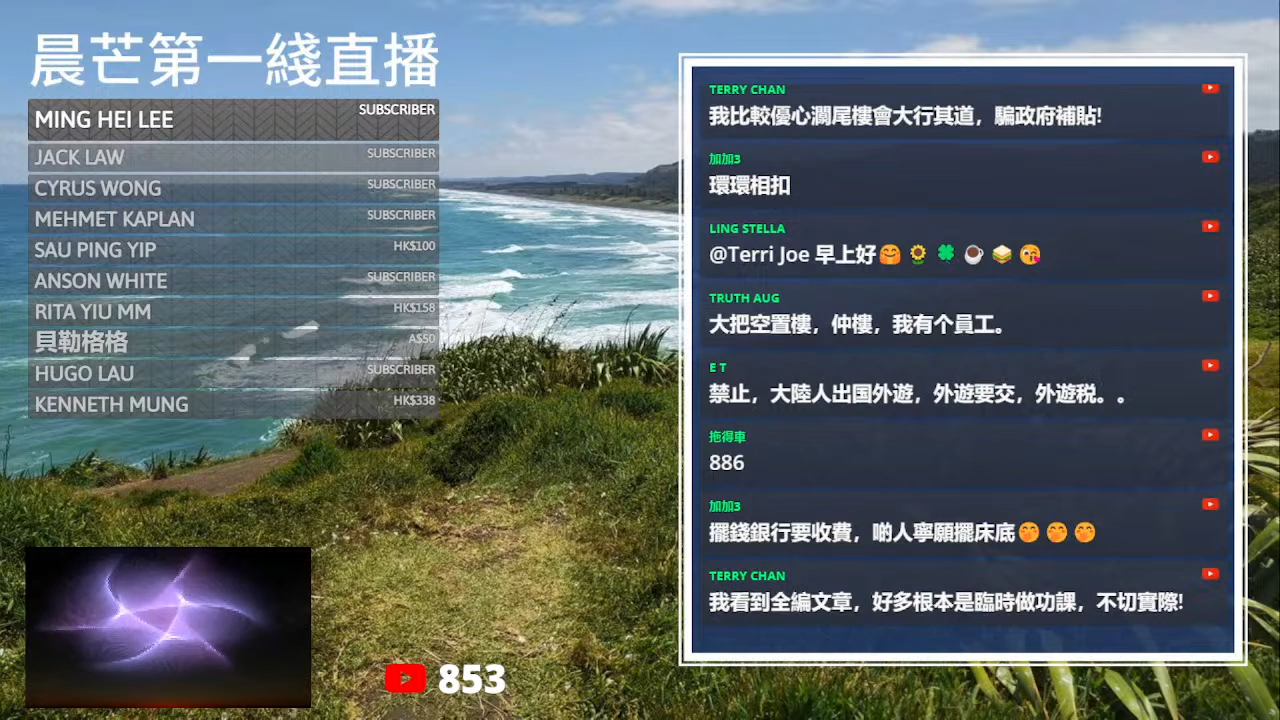 晨芒第一綫直播
MING HEI LEE SUBSCRIBER
JACK LAW SUBSCRIBER
CYRUS WONG SUBSCRIBER
MEHMET KAPLAN SUBSCRIBER
SAU PING YIP HK$100
ANSON WHITE SUBSCRIBER
RITA YIU MM HK$158
貝勒格格 A$50
HUGO LAU SUBSCRIBER
KENNETH MUNG HK$338
853
TERRY CHAN
我比較優心瀾尾樓會大行其道，騙政府補貼!
加加3
環環相扣
LING STELLA
@Terri Joe 早上好🤗 🌻 🍀 ☕ 🥪 😘
TRUTH AUG
大把空置樓，仲樓，我有个員工。
E T
禁止，大陸人出国外遊，外遊要交，外遊税。。
拖得車
886
加加3
擺錢銀行要收費，啲人寧願擺床底🤭 🤭 🤭
TERRY CHAN
我看到全編文章，好多根本是臨時做功課，不切實際!